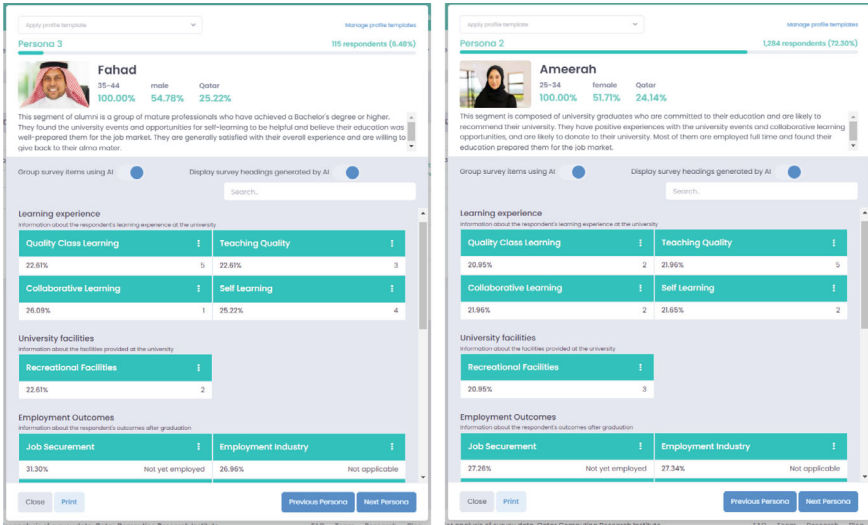 Apply profile template
Manage profile templates
Persona 3
115 respondents (6.48%)
Fahad
35-44 male Qatar
100.00% 54.78% 25.22%
This segment of alumni is a group of mature professionals who have achieved a Bachelor's degree or higher.
They found the university events and opportunities for self-learning to be helpful and believe their education was
well-prepared them for the job market. They are generally satisfied with their overall experience and are willing to
give back to their alma mater.
Group survey items using AI
Display survey headings generated by AI
Search..
Learning experience
Information about the respondent's learning experience at the university
Quality Class Learning Teaching Quality
22.61% 5 22.61% 3
Collaborative Learning Self Learning
26.09% 1 25.22% 4
University facilities
Information about the facilities provided at the university
Recreational Facilities
22.61% 2
Employment Outcomes
Information about the respondent's outcomes after graduation
Job Securement Employment Industry
31.30% Not yet employed 26.96% Not applicable
Close Print Previous Persona Next Persona
Apply profile template
Manage profile templates
Persona 2
1,284 respondents (72.30%)
Ameerah
25-34 female Qatar
100.00% 51.71% 24.14%
This segment is composed of university graduates who are committed to their education and are likely to
recommend their university. They have positive experiences with the university events and collaborative learning
opportunities, and are likely to donate to their university. Most of them are employed full time and found their
education prepared them for the job market.
Group survey items using AI
Display survey headings generated by AI
Search..
Learning experience
Information about the respondent's learning experience at the university
Quality Class Learning Teaching Quality
20.95% 2 21.96% 5
Collaborative Learning Self Learning
21.96% 2 21.65% 2
University facilities
Information about the facilities provided at the university
Recreational Facilities
20.95% 3
Employment Outcomes
Information about the respondent's outcomes after graduation
Job Securement Employment Industry
27.26% Not yet employed 27.34% Not applicable
Close Print Previous Persona Next Persona